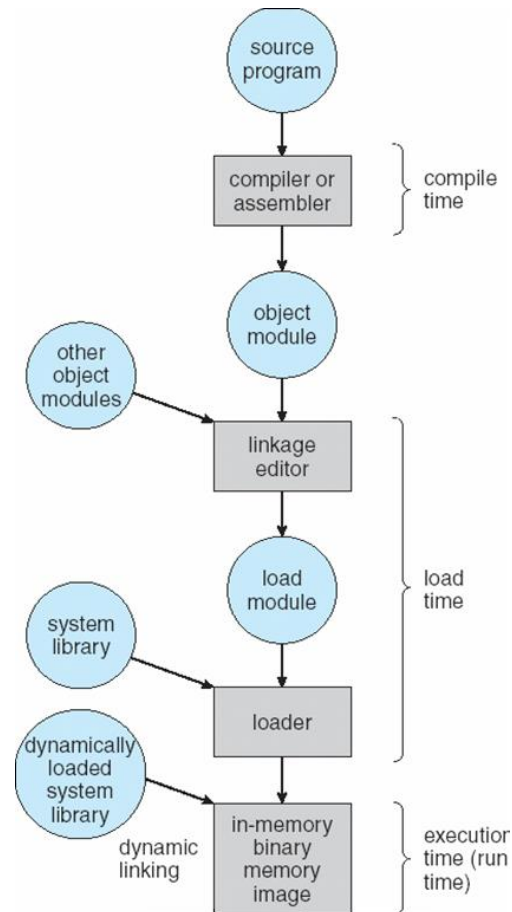 source
program
compiler or
assembler
compile
time
object
module
other
object
modules
linkage
editor
load
module
load
time
system
library
loader
dynamically
loaded
system
library
dynamic
linking
in-memory
binary
memory
image
execution
time (run
time)